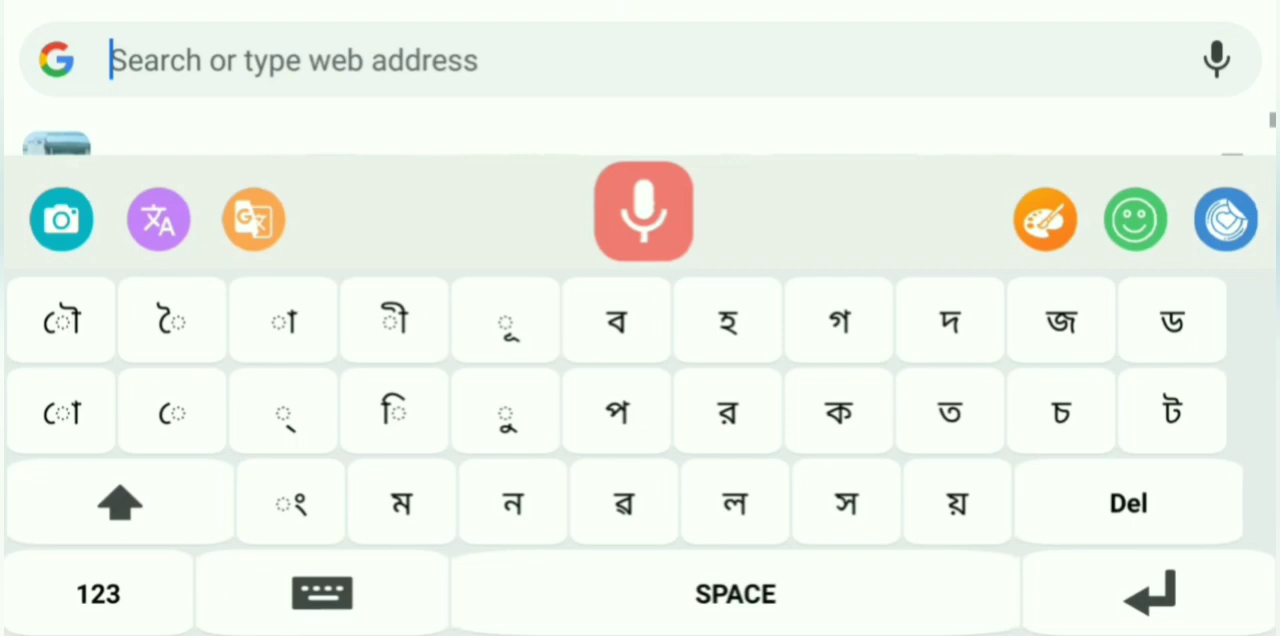 Search or type web address
ৌ ৈ া ী ূ ব হ গ দ জ ড
ো ে ্ ি ু প ৰ ক ত চ ট
ং ম ন ৱ ল স য় Del
123 SPACE